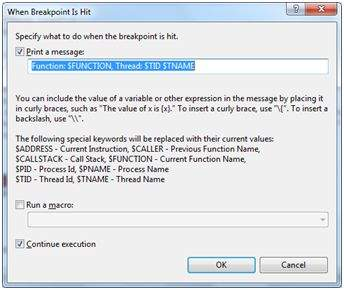 When Breakpoint Is Hit
Specify what to do when the breakpoint is hit.
Print a message:
Function: $FUNCTION, Thread: $TID $TNAME
You can include the value of a variable or other expression in the message by placing it
in curly braces, such as "The value of x is {x}." To insert a curly brace, use "\{". To insert a
backslash, use "\\".
The following special keywords will be replaced with their current values:
$ADDRESS - Current Instruction, $CALLER - Previous Function Name,
$CALLSTACK - Call Stack, $FUNCTION - Current Function Name,
$PID - Process Id, $PNAME - Process Name
$TID - Thread Id, $TNAME - Thread Name
Run a macro:
Continue execution
OK Cancel